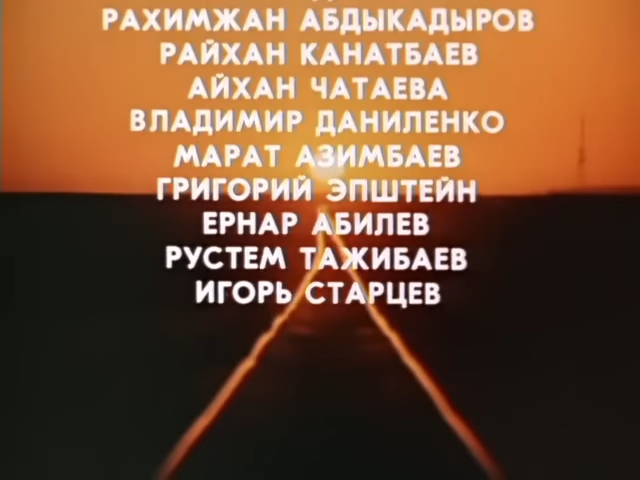 РАХИМЖАН АБДЫКАДЫРОВ
РАЙХАН КАНАТБАЕВ
АЙХАН ЧАТАЕВА
ВЛАДИМИР ДАНИЛЕНКО
МАРАТ АЗИМБАЕВ
ГРИГОРИЙ ЭПШТЕЙН
ЕРНАР АБИЛЕВ
РУСТЕМ ТАЖИБАЕВ
ИГОРЬ СТАРЦЕВ